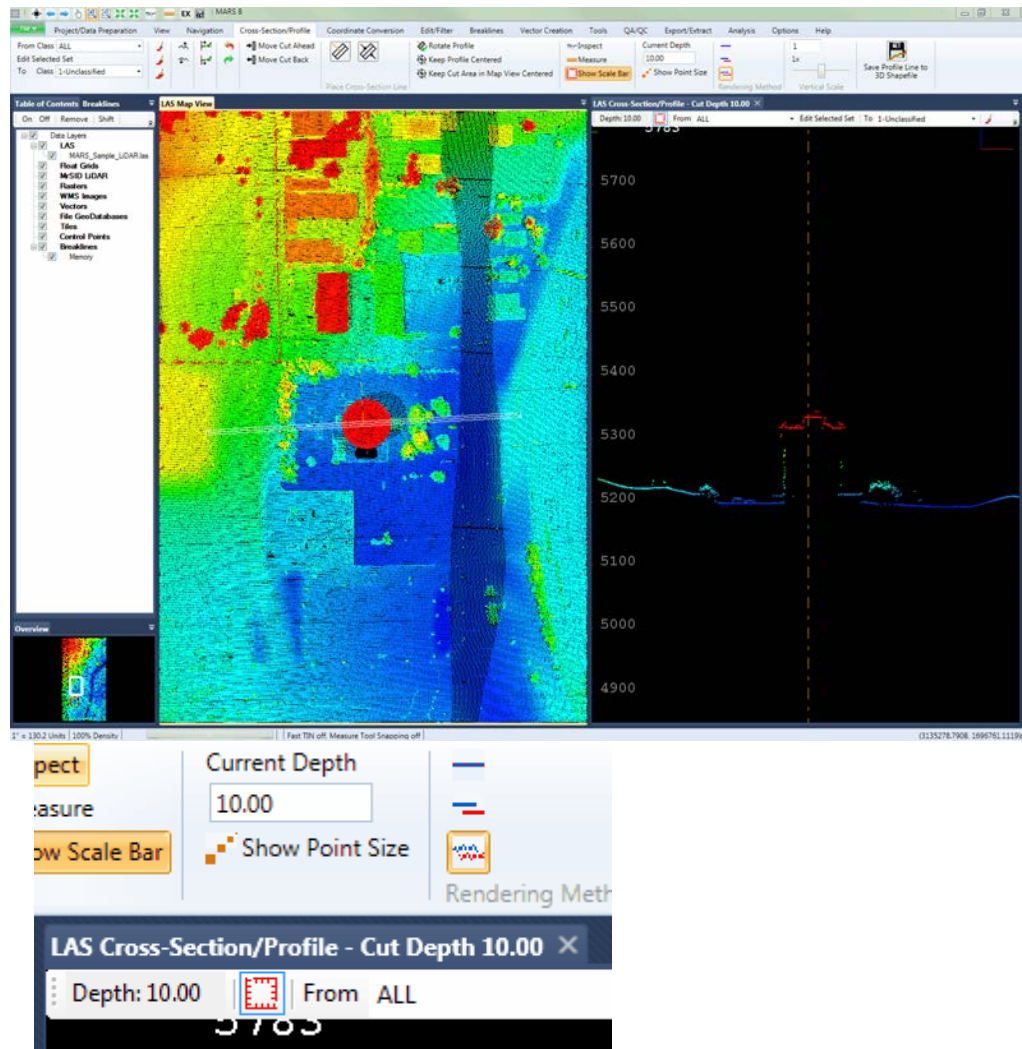 EX MARS 8
File Project/Data Preparation View Navigation Cross-Section/Profile Coordinate Conversion Edit/Filter Breaklines Vector Creation Tools QA/QC Export/Extract Analysis Options Help
From Class ALL
Edit Selected Set
To Class 1-Unclassified
Move Cut Ahead
Move Cut Back
Place Cross-Section Line
Rotate Profile
Keep Profile Centered
Keep Cut Area in Map View Centered
Inspect
Measure
Show Scale Bar
Current Depth
10.00
Show Point Size
Rendering Method
1
1x
Vertical Scale
Save Profile Line to
3D Shapefile
Table of Contents Breaklines
On Off Remove Shift
Data Layers
LAS
MARS_Sample_LiDAR.las
Float Grids
MrSID LiDAR
Rasters
WMS Images
Vectors
File GeoDatabases
Tiles
Control Points
Breaklines
Memory
Overview
LAS Map View
LAS Cross-Section/Profile - Cut Depth 10.00
Depth: 10.00 From ALL Edit Selected Set To 1-Unclassified
5783
5700
5600
5500
5400
5300
5200
5100
5000
4900
1" = 130.2 Units 100% Density Fast TIN off, Measure Tool Snapping off (3135278.7908, 1696761.1119)
pect
easure
ow Scale Bar
Current Depth
10.00
Show Point Size
Rendering Meth
LAS Cross-Section/Profile - Cut Depth 10.00
Depth: 10.00 From ALL
5783